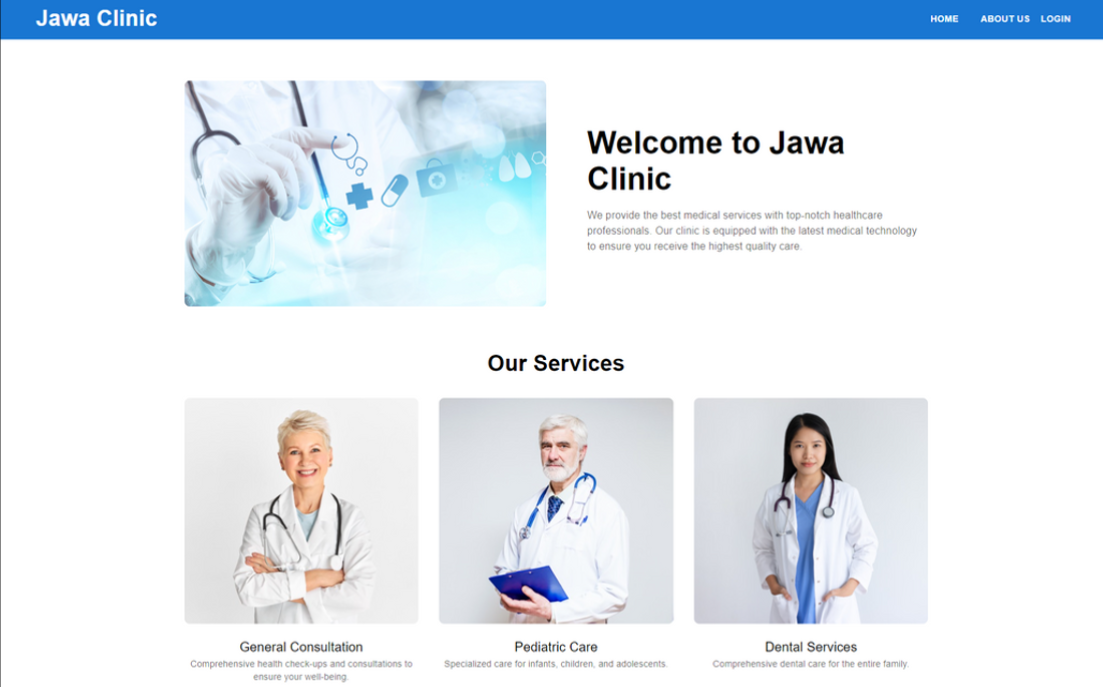 Jawa Clinic
HOME ABOUT US LOGIN
Welcome to Jawa
Clinic
We provide the best medical services with top-notch healthcare
professionals. Our clinic is equipped with the latest medical technology
to ensure you receive the highest quality care.
Our Services
General Consultation
Comprehensive health check-ups and consultations to
ensure your well-being.
Pediatric Care
Specialized care for infants, children, and adolescents.
Dental Services
Comprehensive dental care for the entire family.